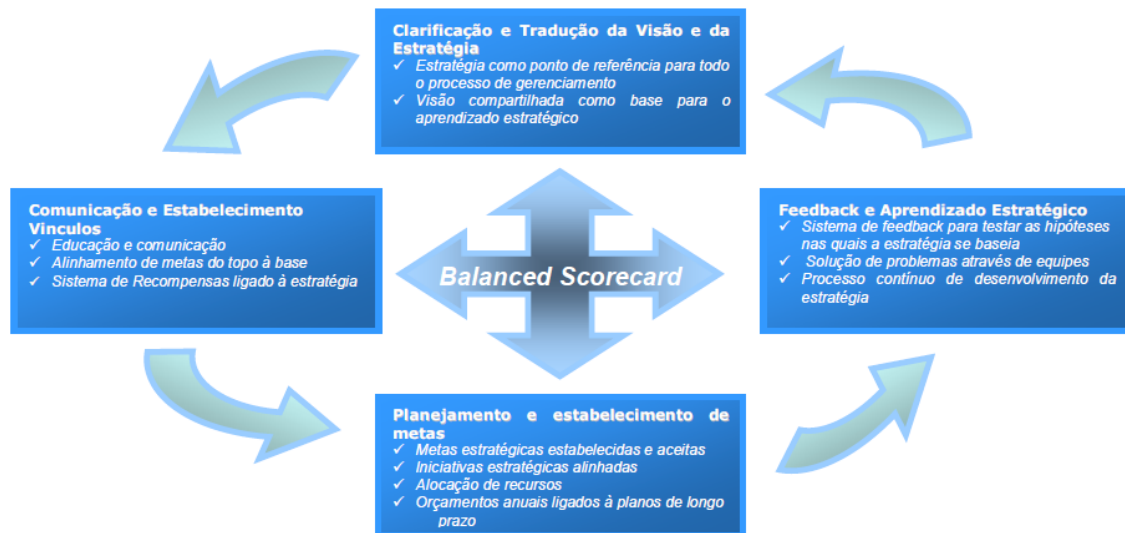 Clarificação e Tradução da Visão e da
Estratégia
✓ Estratégia como ponto de referência para todo
o processo de gerenciamento
✓ Visão compartilhada como base para o
aprendizado estratégico
Comunicação e Estabelecimento
Vinculos
✓ Educação e comunicação
✓ Alinhamento de metas do topo à base
✓ Sistema de Recompensas ligado à estratégia
Balanced Scorecard
Feedback e Aprendizado Estratégico
✓ Sistema de feedback para testar as hipóteses
nas quais a estratégia se baseia
✓ Solução de problemas através de equipes
✓ Processo contínuo de desenvolvimento da
estratégia
Planejamento e estabelecimento de
metas
✓ Metas estratégicas estabelecidas e aceitas
✓ Iniciativas estratégicas alinhadas
✓ Alocação de recursos
✓ Orçamentos anuais ligados à planos de longo
prazo